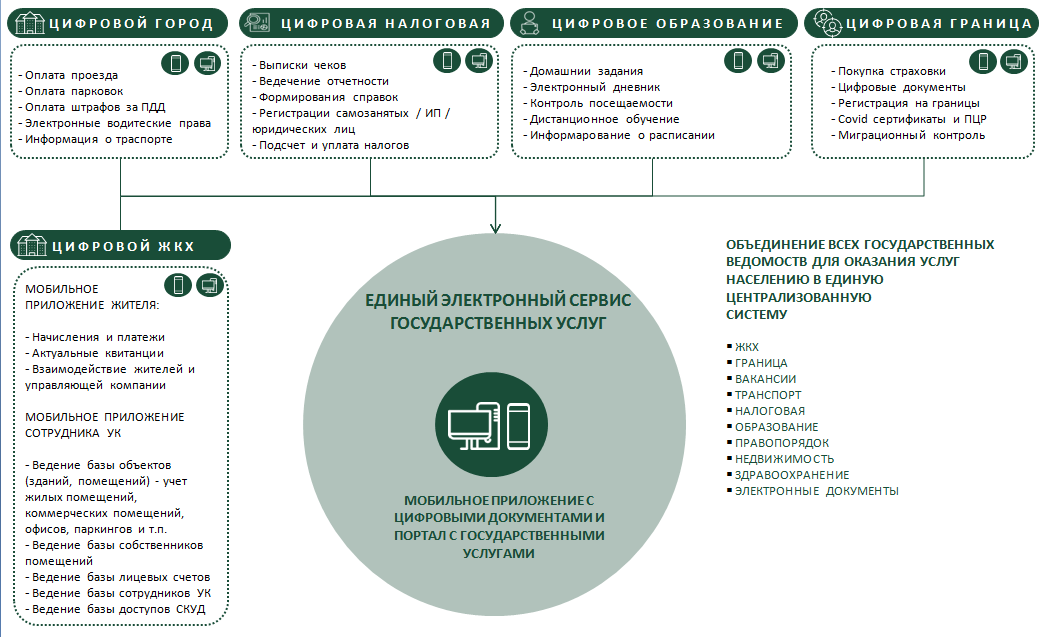 ЦИФРОВОЙ ГОРОД
- Оплата проезда
- Оплата парковок
- Оплата штрафов за ПДД
- Электронные водитеские права
- Информация о траспорте
ЦИФРОВАЯ НАЛОГОВАЯ
- Выписки чеков
- Ведечение отчетности
- Формирования справок
- Регистрации самозанятых / ИП /
юридических лиц
- Подсчет и уплата налогов
ЦИФРОВОЕ ОБРАЗОВАНИЕ
- Домашнии задания
- Электронный дневник
- Контроль посещаемости
- Дистанционное обучение
- Информарование о расписании
ЦИФРОВАЯ ГРАНИЦА
- Покупка страховки
- Цифровые документы
- Регистрация на границы
- Covid сертификаты и ПЦР
- Миграционный контроль
ЦИФРОВОЙ ЖКХ
МОБИЛЬНОЕ
ПРИЛОЖЕНИЕ ЖИТЕЛЯ:
- Начисления и платежи
- Актуальные квитанции
- Взаимодействие жителей и
управляющей компании
МОБИЛЬНОЕ ПРИЛОЖЕНИЕ
СОТРУДНИКА УК
- Ведение базы объектов
(зданий, помещений) - учет
жилых помещений,
коммерческих помещений,
офисов, паркингов и т.п.
- Ведение базы собственников
помещений
- Ведение базы лицевых счетов
- Ведение базы сотрудников УК
- Ведение базы доступов СКУД
ЕДИНЫЙ ЭЛЕКТРОННЫЙ СЕРВИС
ГОСУДАРСТВЕННЫХ УСЛУГ
МОБИЛЬНОЕ ПРИЛОЖЕНИЕ С
ЦИФРОВЫМИ ДОКУМЕНТАМИ И
ПОРТАЛ С ГОСУДАРСТВЕННЫМИ
УСЛУГАМИ
ОБЪЕДИНЕНИЕ ВСЕХ ГОСУДАРСТВЕННЫХ
ВЕДОМОСТВ ДЛЯ ОКАЗАНИЯ УСЛУГ
НАСЕЛЕНИЮ В ЕДИНУЮ
ЦЕНТРАЛИЗОВАННУЮ
СИСТЕМУ
▪ ЖКХ
▪ ГРАНИЦА
▪ ВАКАНСИИ
▪ ТРАНСПОРТ
▪ НАЛОГОВАЯ
▪ ОБРАЗОВАНИЕ
▪ ПРАВОПОРЯДОК
▪ НЕДВИЖИМОСТЬ
▪ ЗДРАВООХРАНЕНИЕ
▪ ЭЛЕКТРОННЫЕ ДОКУМЕНТЫ